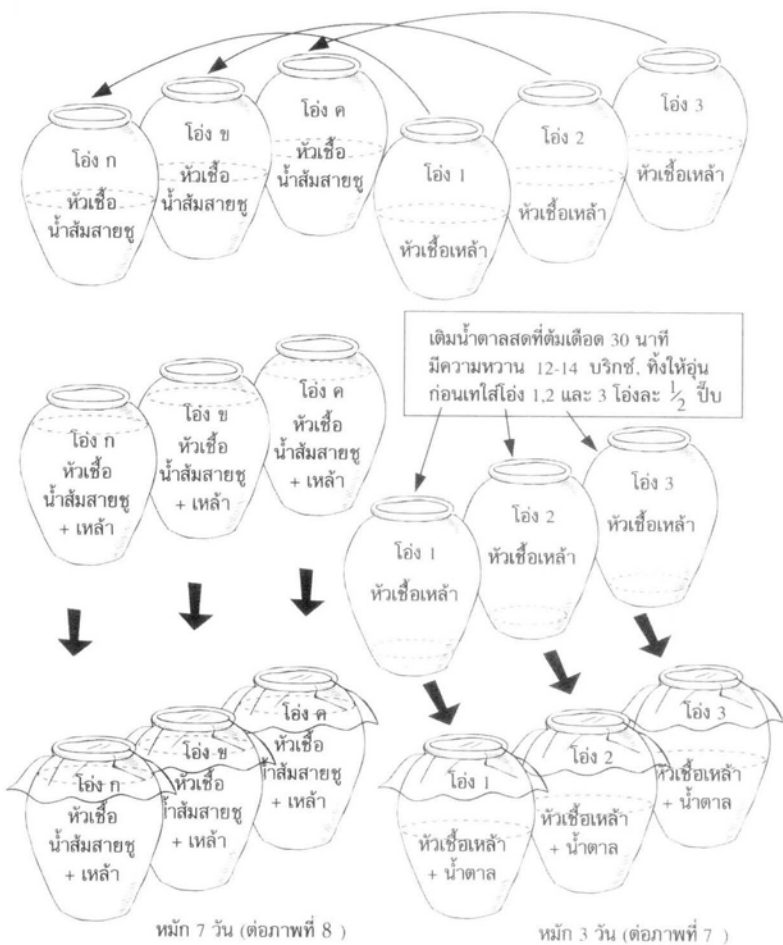 โอ่ง ก
หัวเชื้อ
น้ำส้มสายชู
โอ่ง ข
หัวเชื้อ
น้ำส้มสายชู
โอ่ง ค
หัวเชื้อ
น้ำส้มสายชู
โอ่ง 1
หัวเชื้อเหล้า
โอ่ง 2
หัวเชื้อเหล้า
โอ่ง 3
หัวเชื้อเหล้า
เติมน้ำตาลสดที่ต้มเดือด 30 นาที
มีความหวาน 12-14 บริกซ์. ทิ้งให้อุ่น
ก่อนเทใส่โอ่ง 1,2 และ 3 โอ่งละ 1/2 ปี๊บ
โอ่ง ก
หัวเชื้อ
น้ำส้มสายชู
+ เหล้า
โอ่ง ข
หัวเชื้อ
น้ำส้มสายชู
+ เหล้า
โอ่ง ค
หัวเชื้อ
น้ำส้มสายชู
+ เหล้า
โอ่ง 1
หัวเชื้อเหล้า
โอ่ง 2
หัวเชื้อเหล้า
โอ่ง 3
หัวเชื้อเหล้า
โอ่ง ก
หัวเชื้อ
น้ำส้มสายชู
+ เหล้า
โอ่ง ข
หัวเชื้อ
น้ำส้มสายชู
+ เหล้า
โอ่ง ค
หัวเชื้อ
น้ำส้มสายชู
+ เหล้า
โอ่ง 1
หัวเชื้อเหล้า
+ น้ำตาล
โอ่ง 2
หัวเชื้อเหล้า
+ น้ำตาล
โอ่ง 3
หัวเชื้อเหล้า
+ น้ำตาล
หมัก 7 วัน (ต่อภาพที่ 8 )
หมัก 3 วัน (ต่อภาพที่ 7 )